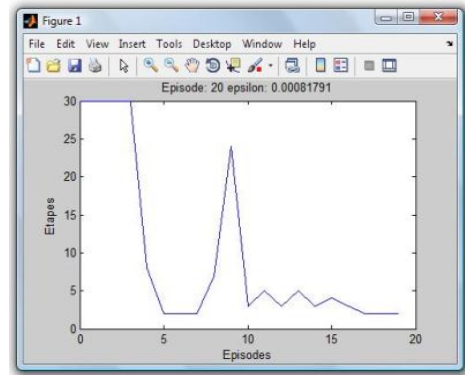 Figure 1
File Edit View Insert Tools Desktop Window Help
Episode: 20 epsilon: 0.00081791
30
25
20
15
10
5
0
Etapes
0 5 10 15 20
Episodes